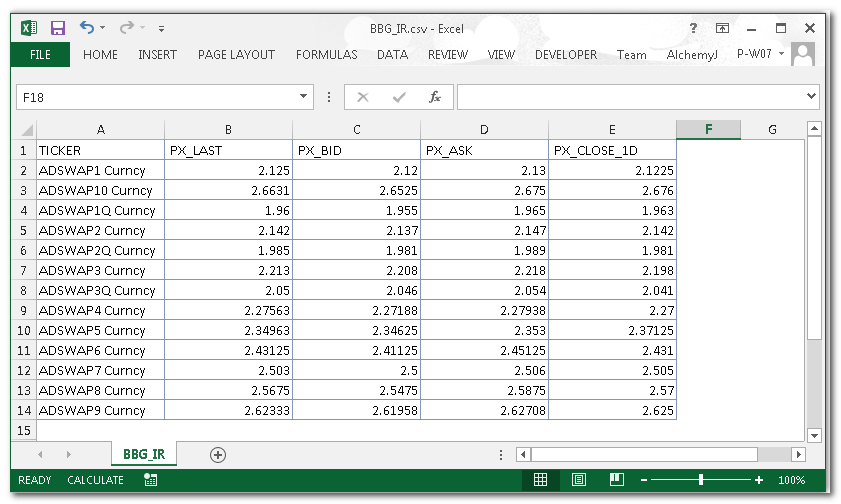 BBG_IR.csv - Excel ?
FILE HOME INSERT PAGE LAYOUT FORMULAS DATA REVIEW VIEW DEVELOPER Team AlchemyJ P-W07
F18 fx
A B C D E F G
1 TICKER PX_LAST PX_BID PX_ASK PX_CLOSE_1D
2 ADSWAP1 Curncy 2.125 2.12 2.13 2.1225
3 ADSWAP10 Curncy 2.6631 2.6525 2.675 2.676
4 ADSWAP1Q Curncy 1.96 1.955 1.965 1.963
5 ADSWAP2 Curncy 2.142 2.137 2.147 2.142
6 ADSWAP2Q Curncy 1.985 1.981 1.989 1.981
7 ADSWAP3 Curncy 2.213 2.208 2.218 2.198
8 ADSWAP3Q Curncy 2.05 2.046 2.054 2.041
9 ADSWAP4 Curncy 2.27563 2.27188 2.27938 2.27
10 ADSWAP5 Curncy 2.34963 2.34625 2.353 2.37125
11 ADSWAP6 Curncy 2.43125 2.41125 2.45125 2.431
12 ADSWAP7 Curncy 2.503 2.5 2.506 2.505
13 ADSWAP8 Curncy 2.5675 2.5475 2.5875 2.57
14 ADSWAP9 Curncy 2.62333 2.61958 2.62708 2.625
15
BBG_IR
READY CALCULATE 100%